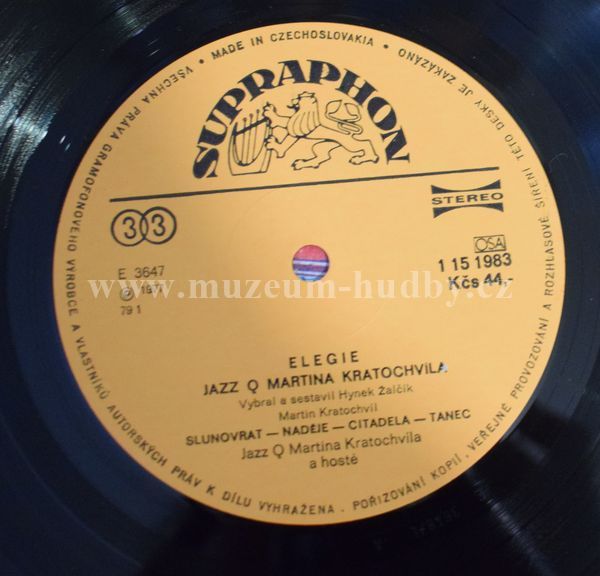 VŠECHNA PRÁVA GRAMOFONOVÉHO VÝROBCE A VLASTNÍKŮ AUTORSKÝCH PRÁV K DÍLU VYHRAŽENA. POŘIZOVÁNÍ KOPIÍ, VEŘEJNÉ PROVOZOVÁNÍ A ROZHLASOVÉ ŠÍŘENÍ TÉTO DESKY JE ZAKÁZÁNO
• MADE IN CZECHOSLOVAKIA •
SUPRAPHON
33
STEREO
OSA
E 3647
1 15 1983
Ⓟ 1977
Kčs 44,-
79 1
www.muzeum-hudby.cz
ELEGIE
JAZZ Q MARTINA KRATOCHVÍLA
Vybral a sestavil Hynek Žalčík
Martin Kratochvíl
SLUNOVRAT — NADĚJE — CITADELA — TANEC
Jazz Q Martina Kratochvíla
a hosté